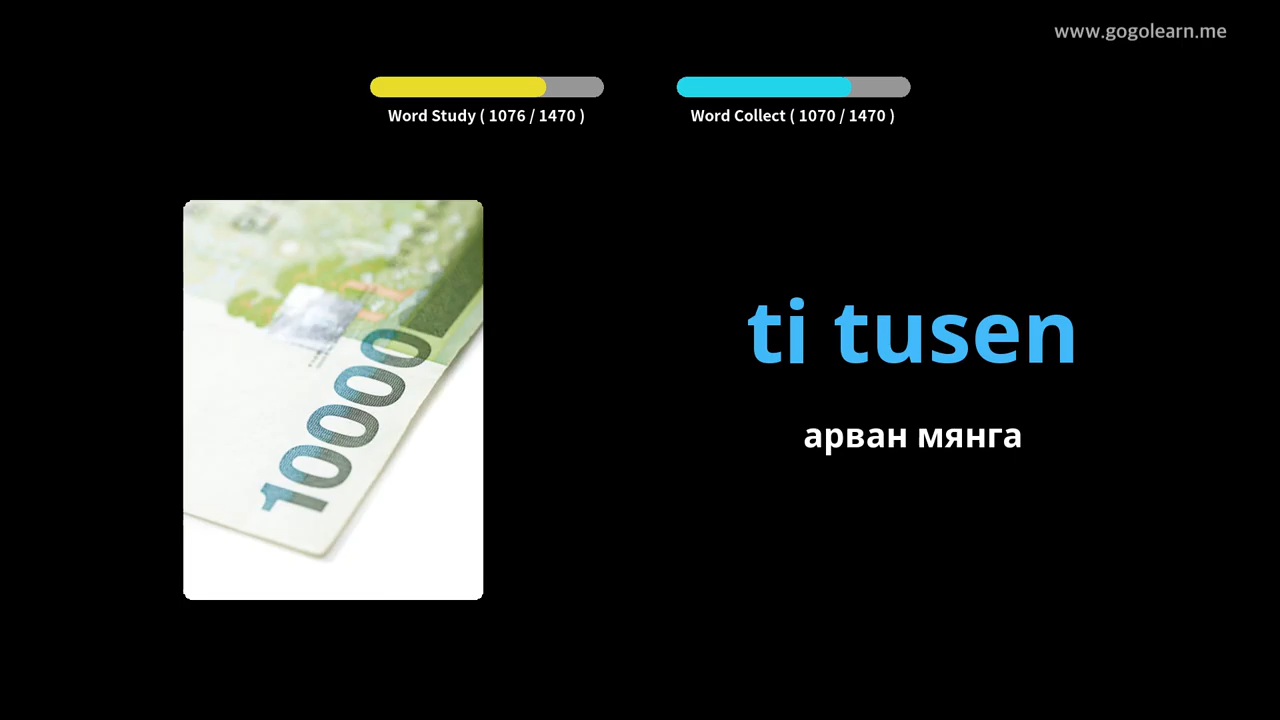 www.gogolearn.me
Word Study ( 1076 / 1470 )
Word Collect ( 1070 / 1470 )
10000
ti tusen
арван мянга